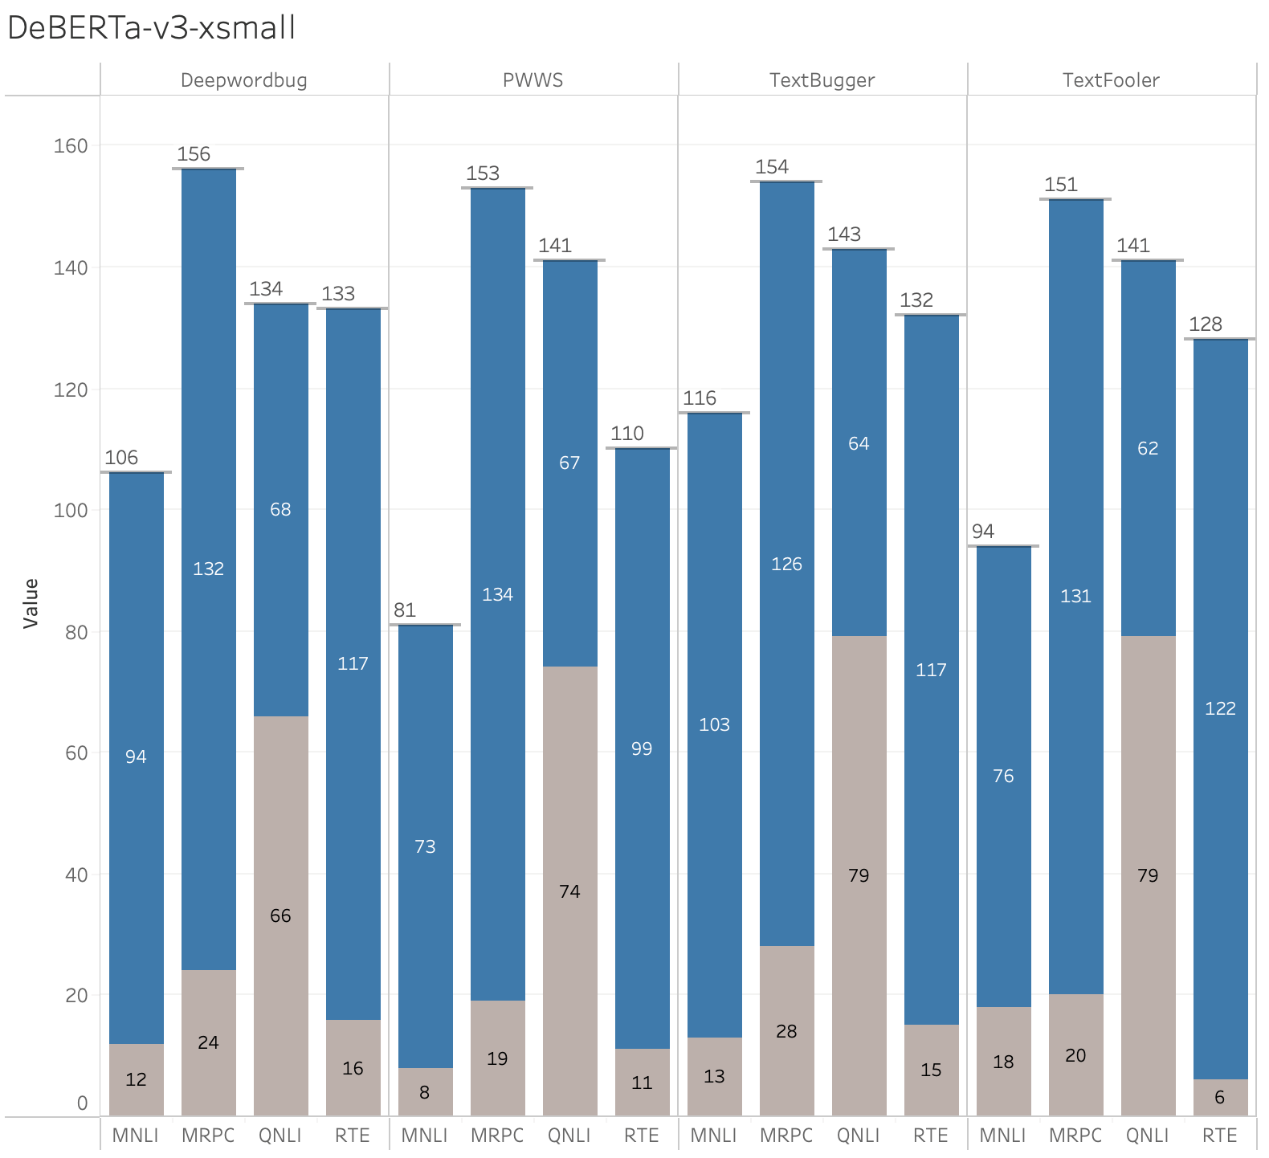 DeBERTa-v3-xsmall
Deepwordbug PWWS TextBugger TextFooler
Value
160
140
120
100
80
60
40
20
0
106 156 134 133 81 153 141 110 116 154 143 132 94 151 141 128
94 132 68 117 73 134 67 99 103 126 64 117 76 131 62 122
12 24 66 16 8 19 74 11 13 28 79 15 18 20 79 6
MNLI MRPC QNLI RTE MNLI MRPC QNLI RTE MNLI MRPC QNLI RTE MNLI MRPC QNLI RTE